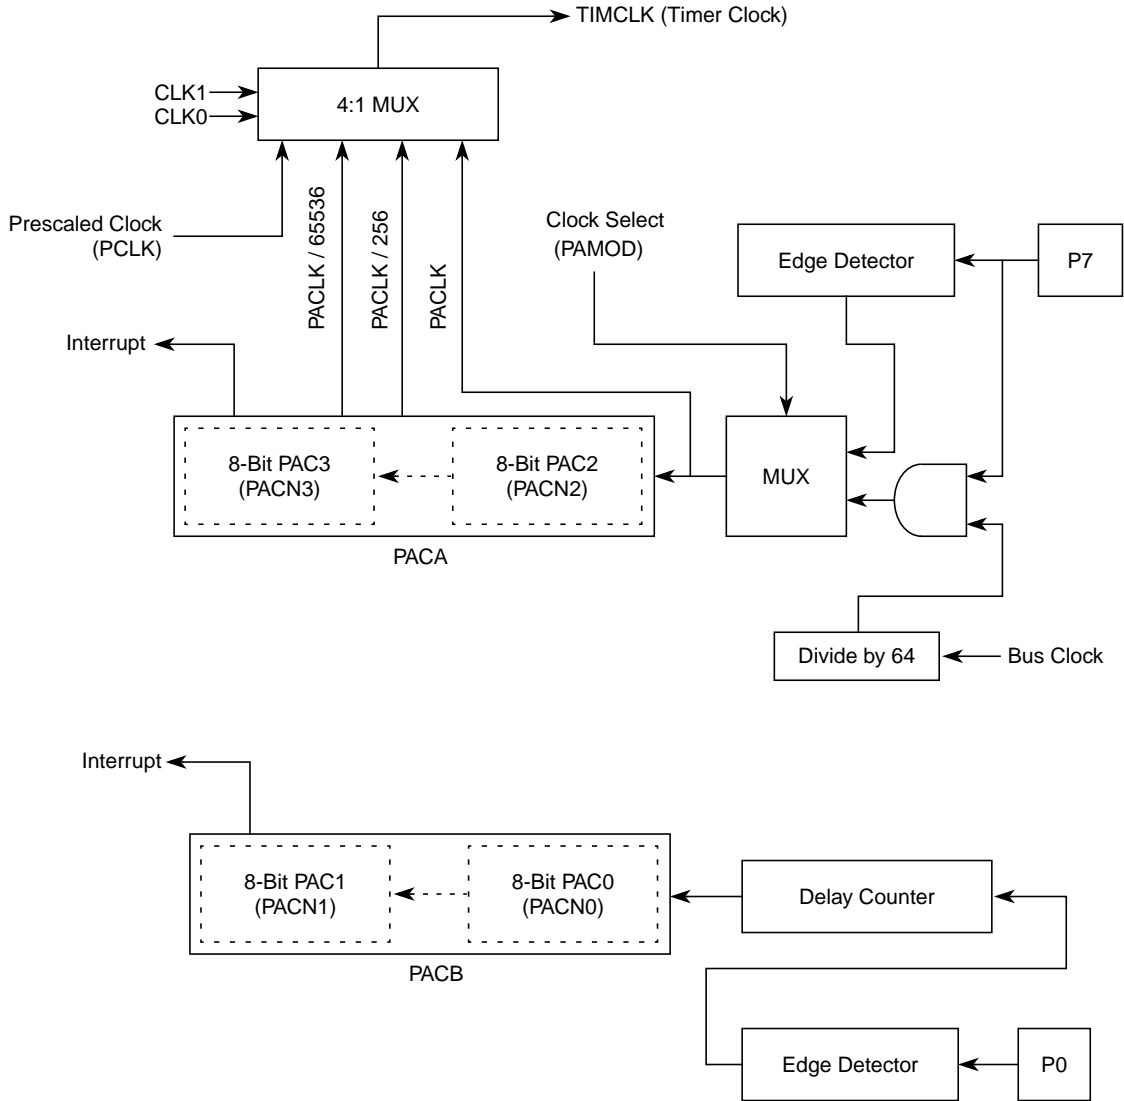 TIMCLK (Timer Clock)
CLK1
CLK0
4:1 MUX
Prescaled Clock
(PCLK)
PACLK / 65536
PACLK / 256
PACLK
Clock Select
(PAMOD)
Edge Detector
P7
Interrupt
8-Bit PAC3
(PACN3)
8-Bit PAC2
(PACN2)
MUX
PACA
Divide by 64
Bus Clock
Interrupt
8-Bit PAC1
(PACN1)
8-Bit PAC0
(PACN0)
Delay Counter
PACB
Edge Detector
P0